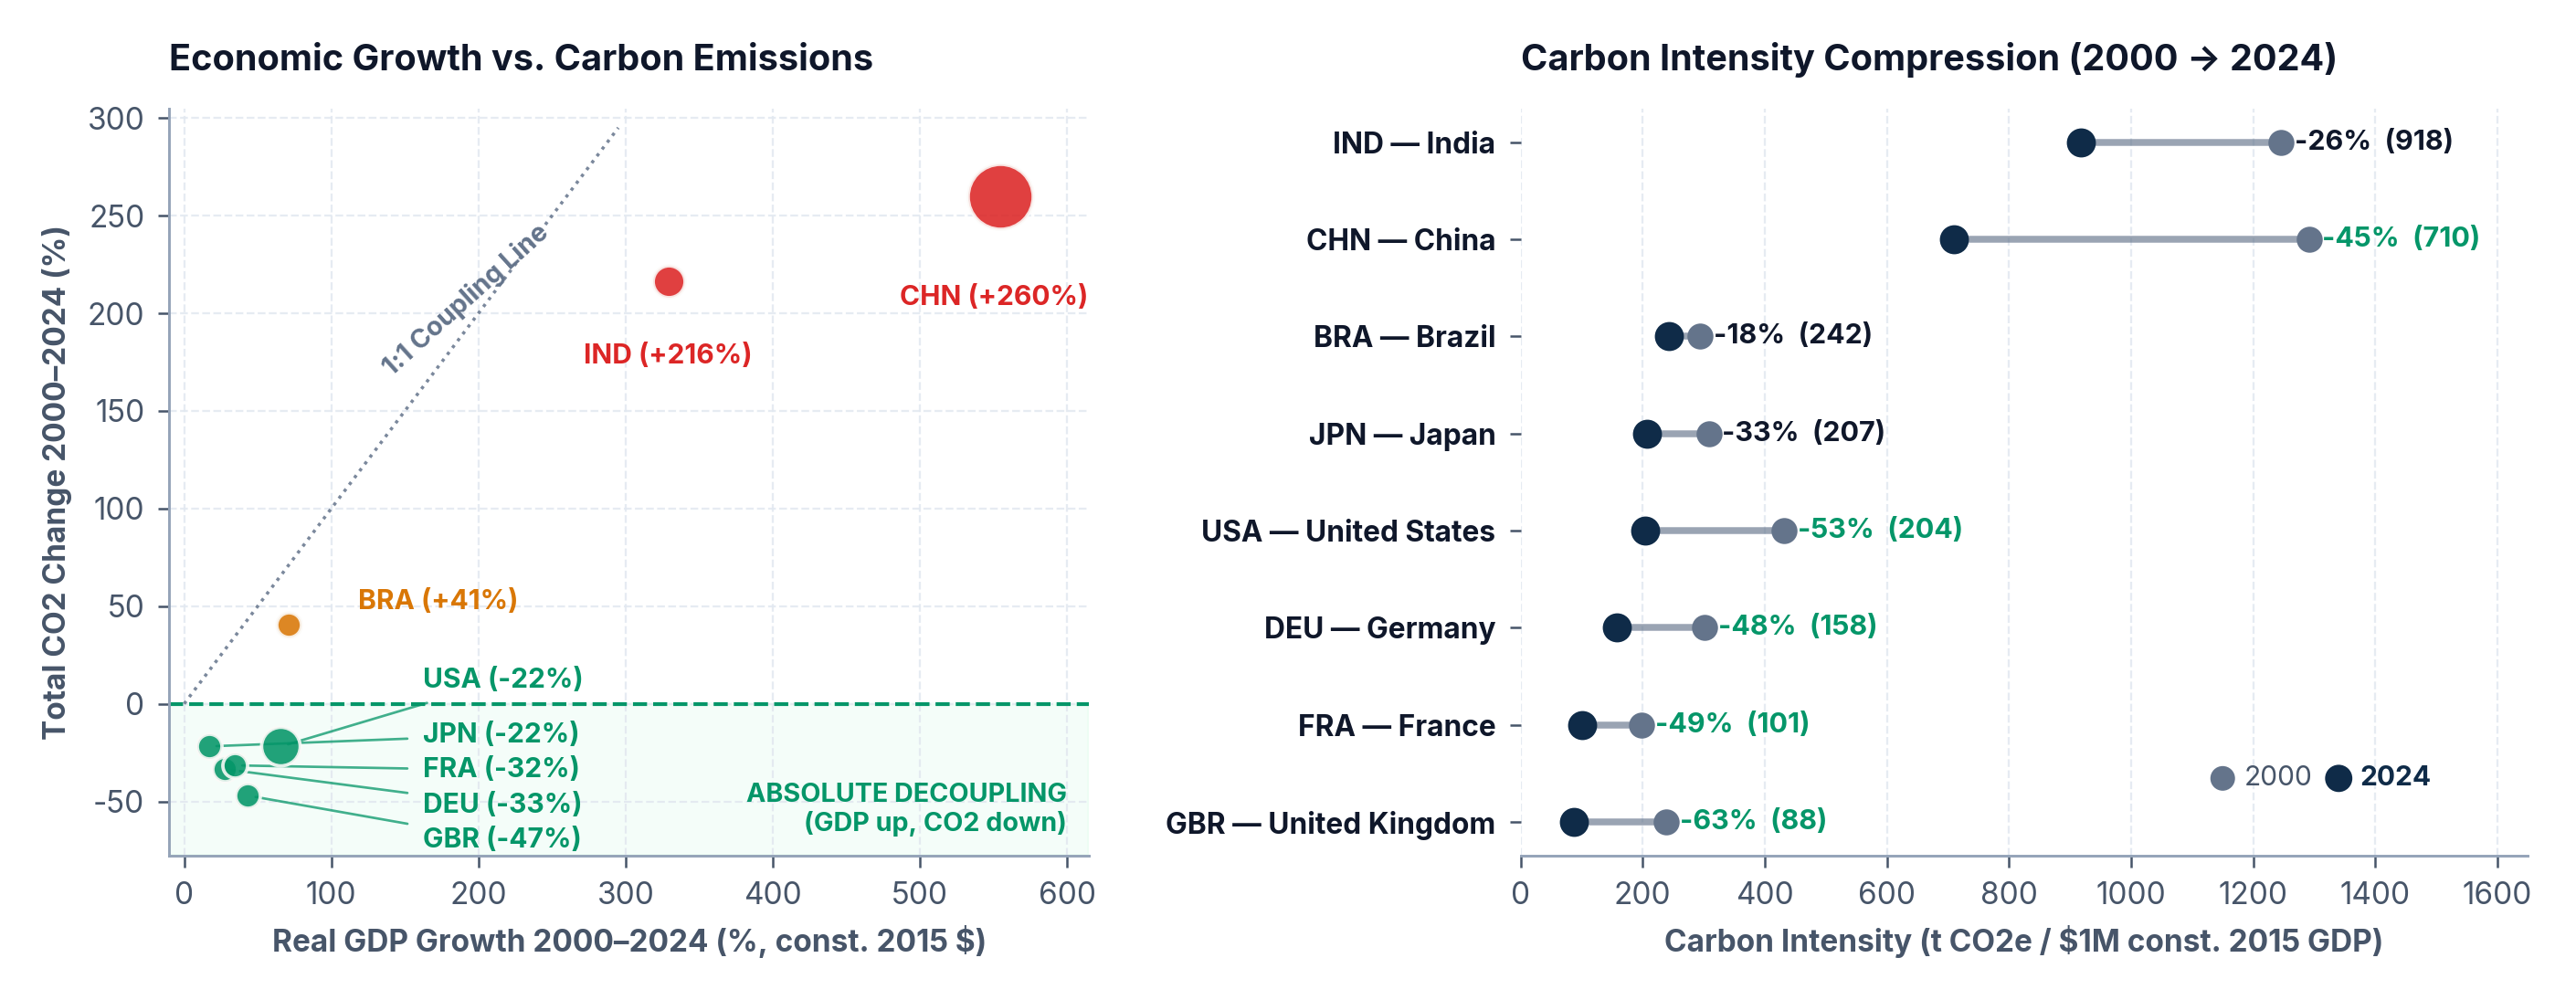 Economic Growth vs. Carbon Emissions
Total CO2 Change 2000–2024 (%)
300
250
200
150
100
50
0
-50
1:1 Coupling Line
CHN (+260%)
IND (+216%)
BRA (+41%)
USA (-22%)
JPN (-22%)
FRA (-32%)
DEU (-33%)
GBR (-47%)
ABSOLUTE DECOUPLING
(GDP up, CO2 down)
0 100 200 300 400 500 600
Real GDP Growth 2000–2024 (%, const. 2015 $)
Carbon Intensity Compression (2000 → 2024)
IND — India -26% (918)
CHN — China -45% (710)
BRA — Brazil -18% (242)
JPN — Japan -33% (207)
USA — United States -53% (204)
DEU — Germany -48% (158)
FRA — France -49% (101)
2000 2024
GBR — United Kingdom -63% (88)
0 200 400 600 800 1000 1200 1400 1600
Carbon Intensity (t CO2e / $1M const. 2015 GDP)